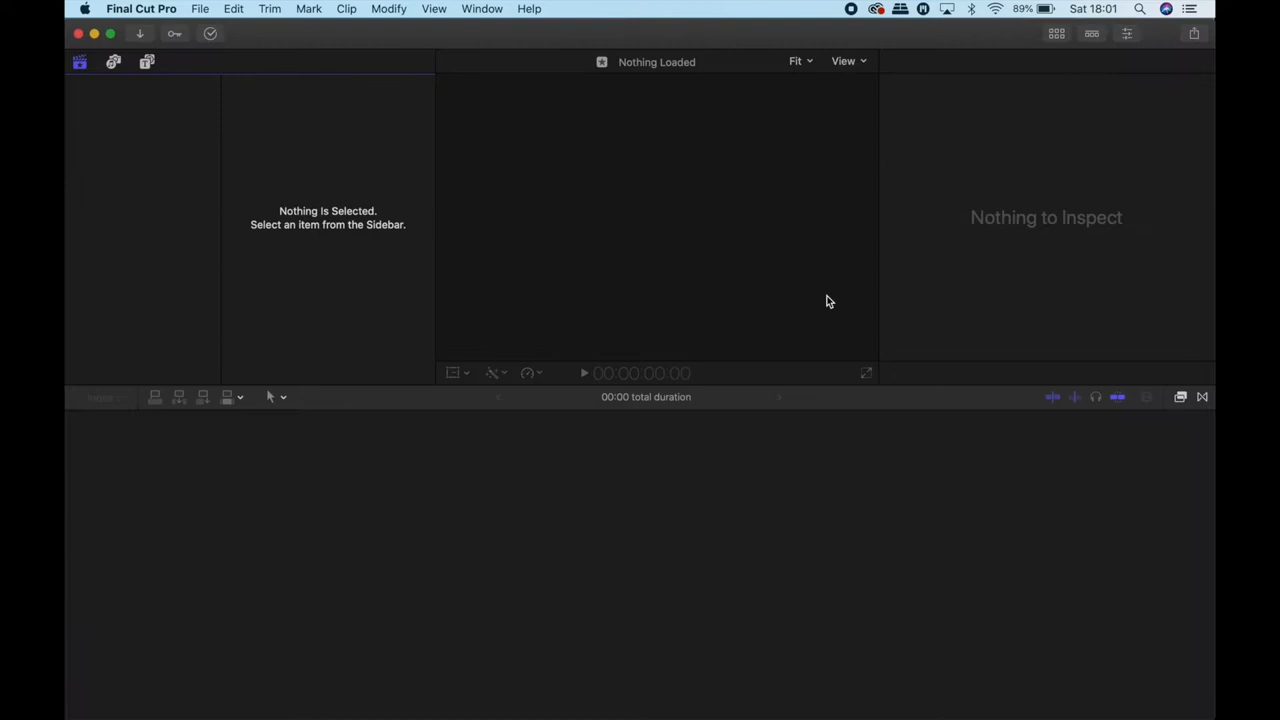 Final Cut Pro File Edit Trim Mark Clip Modify View Window Help 89% Sat 18:01
Nothing Loaded Fit View
Nothing Is Selected.
Select an item from the Sidebar.
Nothing to Inspect
00:00:00:00
Index
00:00 total duration